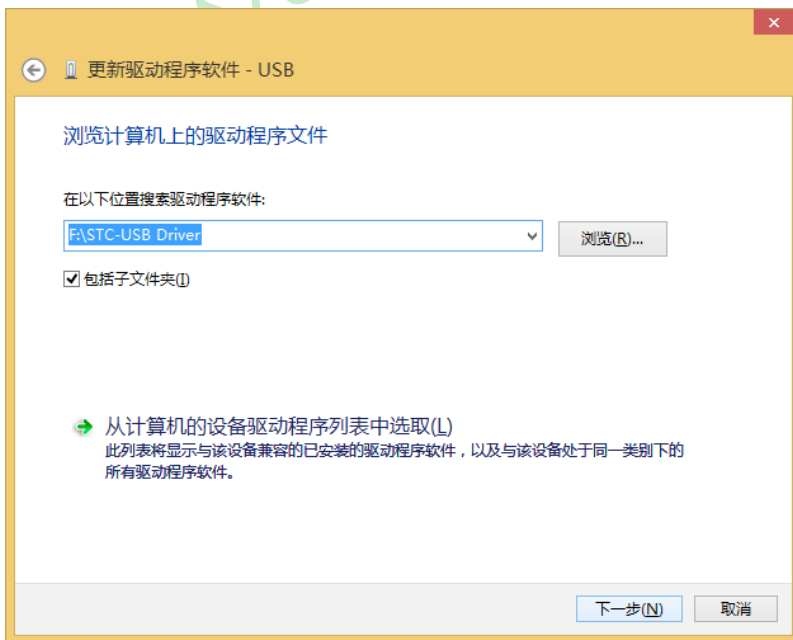 更新驱动程序软件 - USB
浏览计算机上的驱动程序文件
在以下位置搜索驱动程序软件:
F:\STC-USB Driver
浏览(R)...
包括子文件夹(I)
从计算机的设备驱动程序列表中选取(L)
此列表将显示与该设备兼容的已安装的驱动程序软件，以及与该设备处于同一类别下的
所有驱动程序软件。
下一步(N)
取消